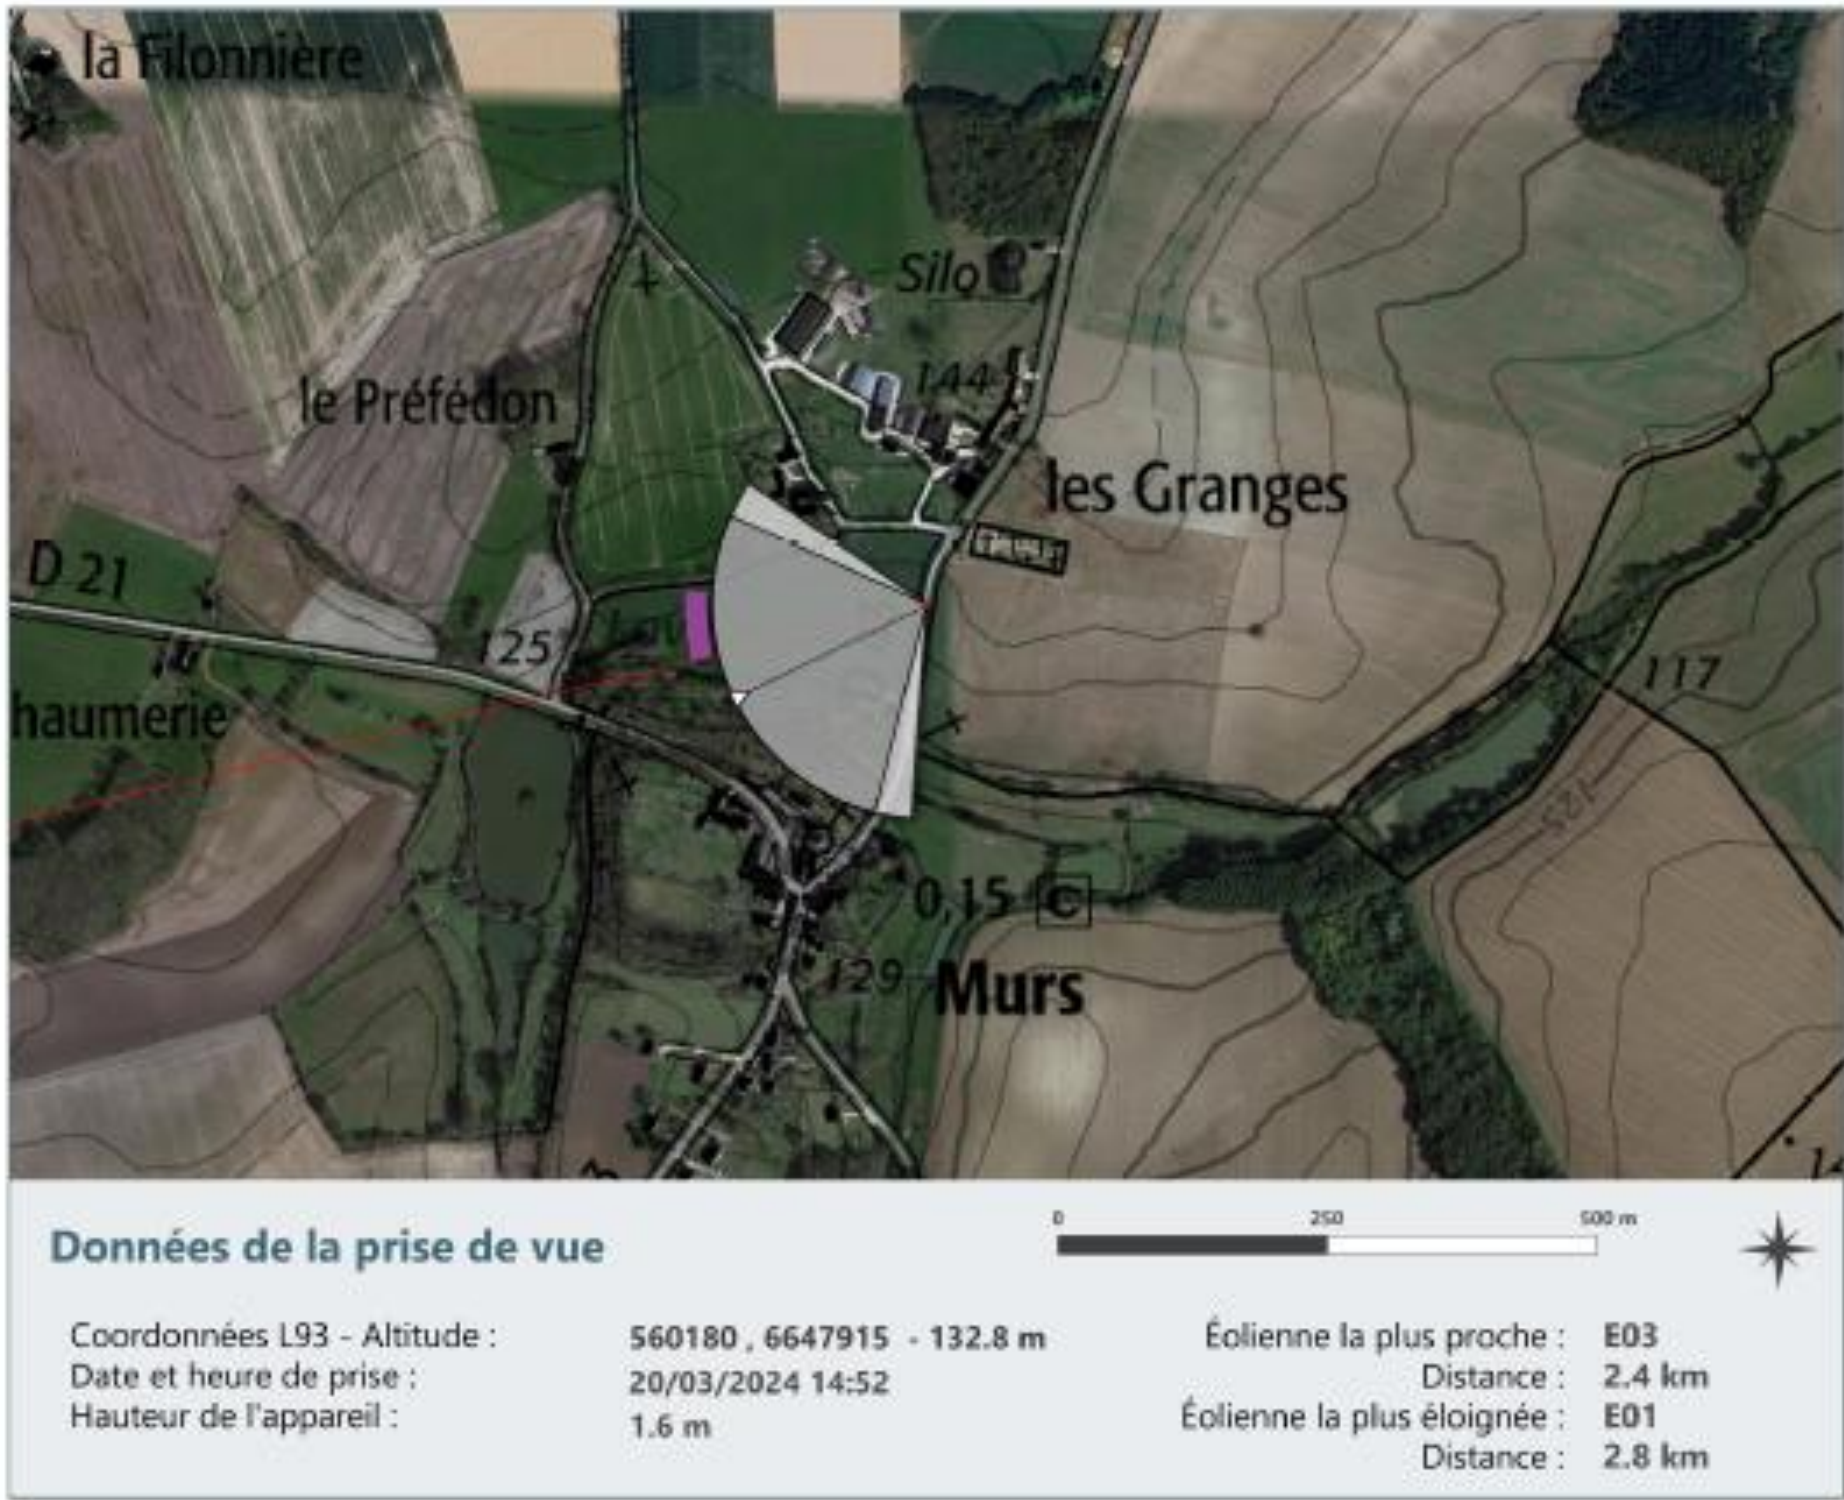 la Filonnière
Silo
144
le Préfédon
les Granges
D 21
125
117
haumerie
125
0,15 C
129 Murs
14
Données de la prise de vue
0 250 500 m
Coordonnées L93 - Altitude : 560180 , 6647915 - 132.8 m
Date et heure de prise : 20/03/2024 14:52
Hauteur de l'appareil : 1.6 m
Éolienne la plus proche : E03
Distance : 2.4 km
Éolienne la plus éloignée : E01
Distance : 2.8 km